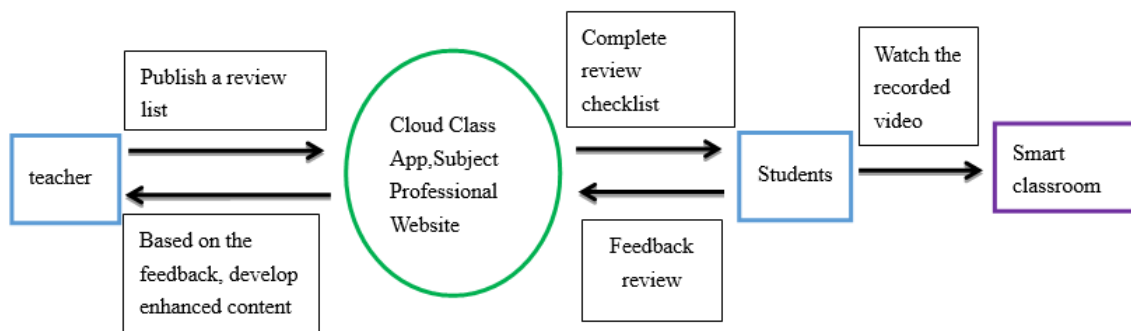 Publish a review
list
teacher
Based on the
feedback, develop
enhanced content
Cloud Class
App,Subject
Professional
Website
Complete
review
checklist
Feedback
review
Students
Watch the
recorded
video
Smart
classroom